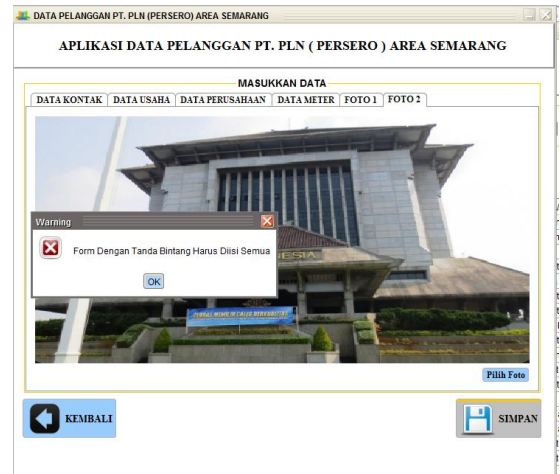 DATA PELANGGAN PT. PLN (PERSERO) AREA SEMARANG
APLIKASI DATA PELANGGAN PT. PLN ( PERSERO ) AREA SEMARANG
MASUKKAN DATA
DATA KONTAK DATA USAHA DATA PERUSAHAAN DATA METER FOTO 1 FOTO 2
Warning
Form Dengan Tanda Bintang Harus Diisi Semua
OK
Pilih Foto
KEMBALI
SIMPAN